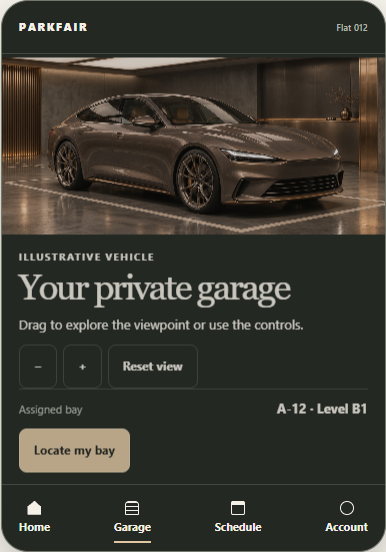 PARKFAIR
Flat 012
ILLUSTRATIVE VEHICLE
Your private garage
Drag to explore the viewpoint or use the controls.
− + Reset view
Assigned bay A-12 · Level B1
Locate my bay
Home Garage Schedule Account